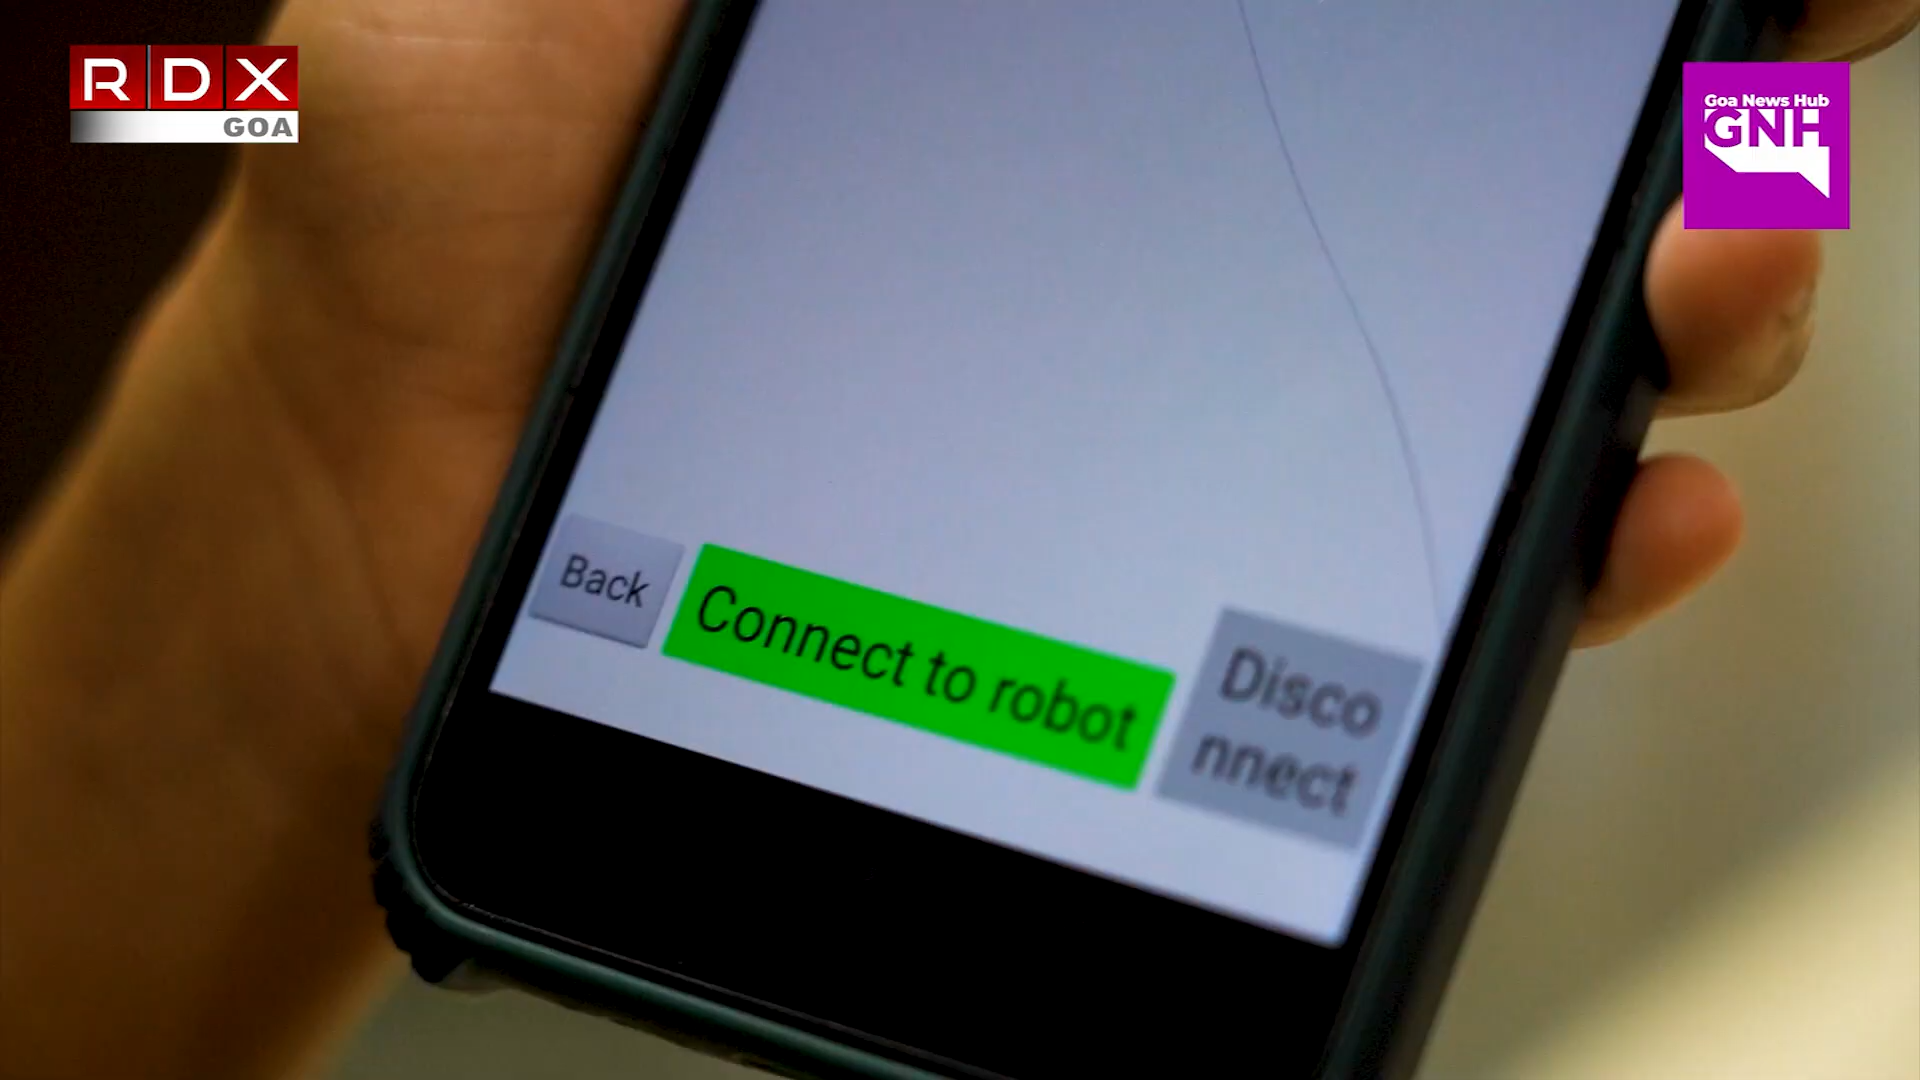 RDX
GOA
Goa News Hub
GNH
Back
Connect to robot
Disco
nnect